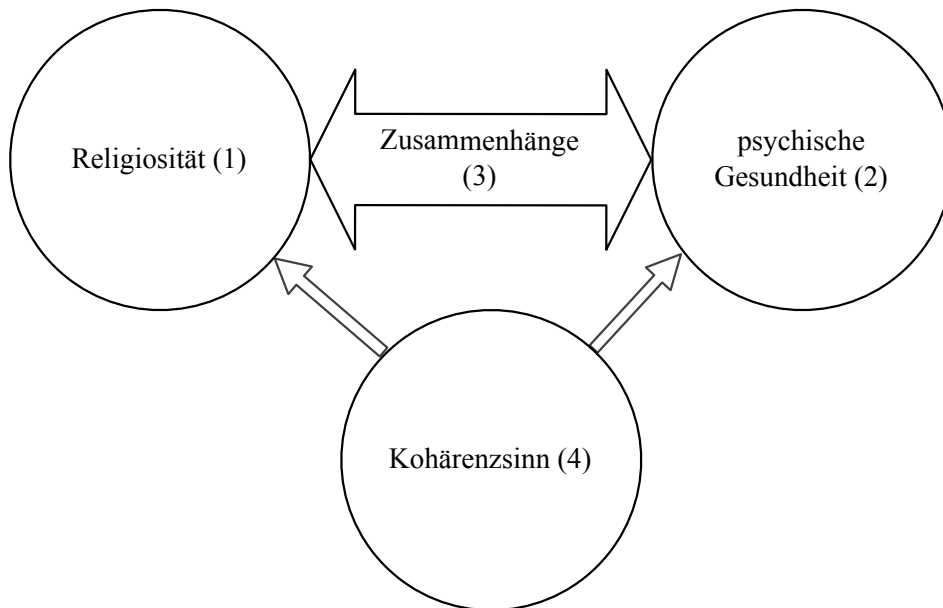 Religiosität (1)
Zusammenhänge
(3)
psychische
Gesundheit (2)
Kohärenzsinn (4)